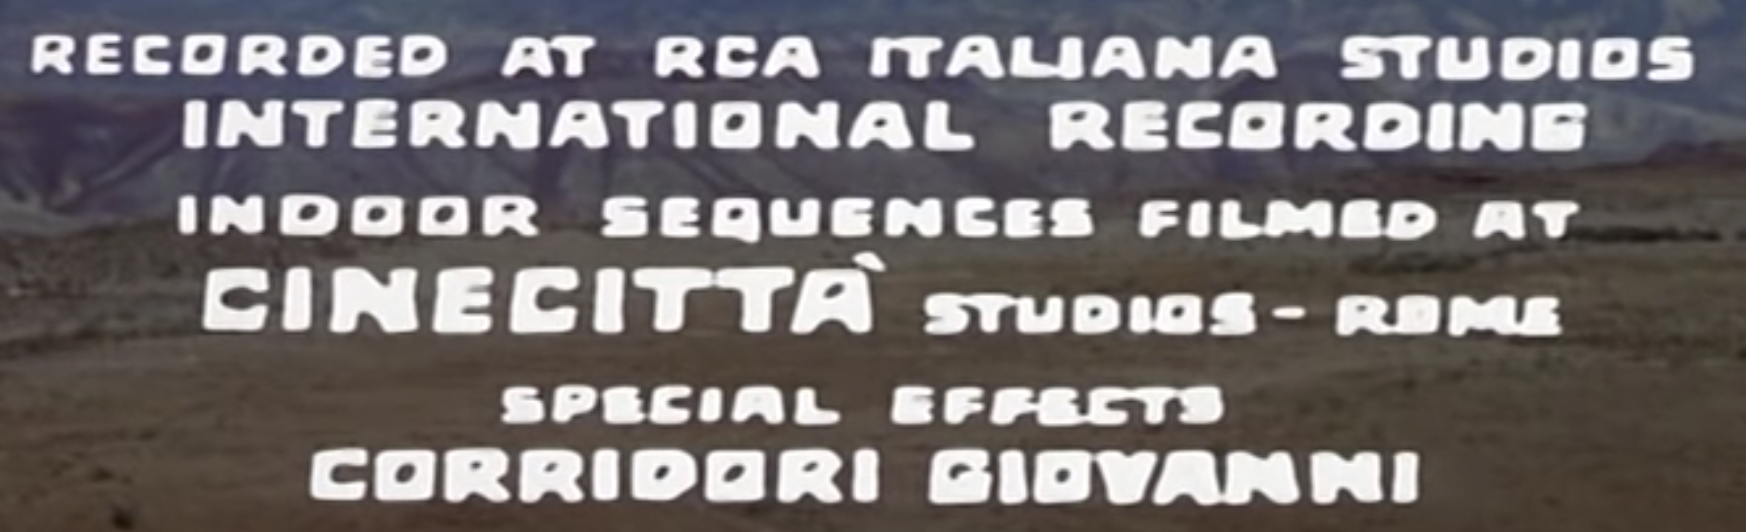 RECORDED AT RCA ITALIANA STUDIOS
INTERNATIONAL RECORDING
INDOOR SEQUENCES FILMED AT
CINECITTÀ STUDIOS - ROME
SPECIAL EFFECTS
CORRIDORI GIOVANNI